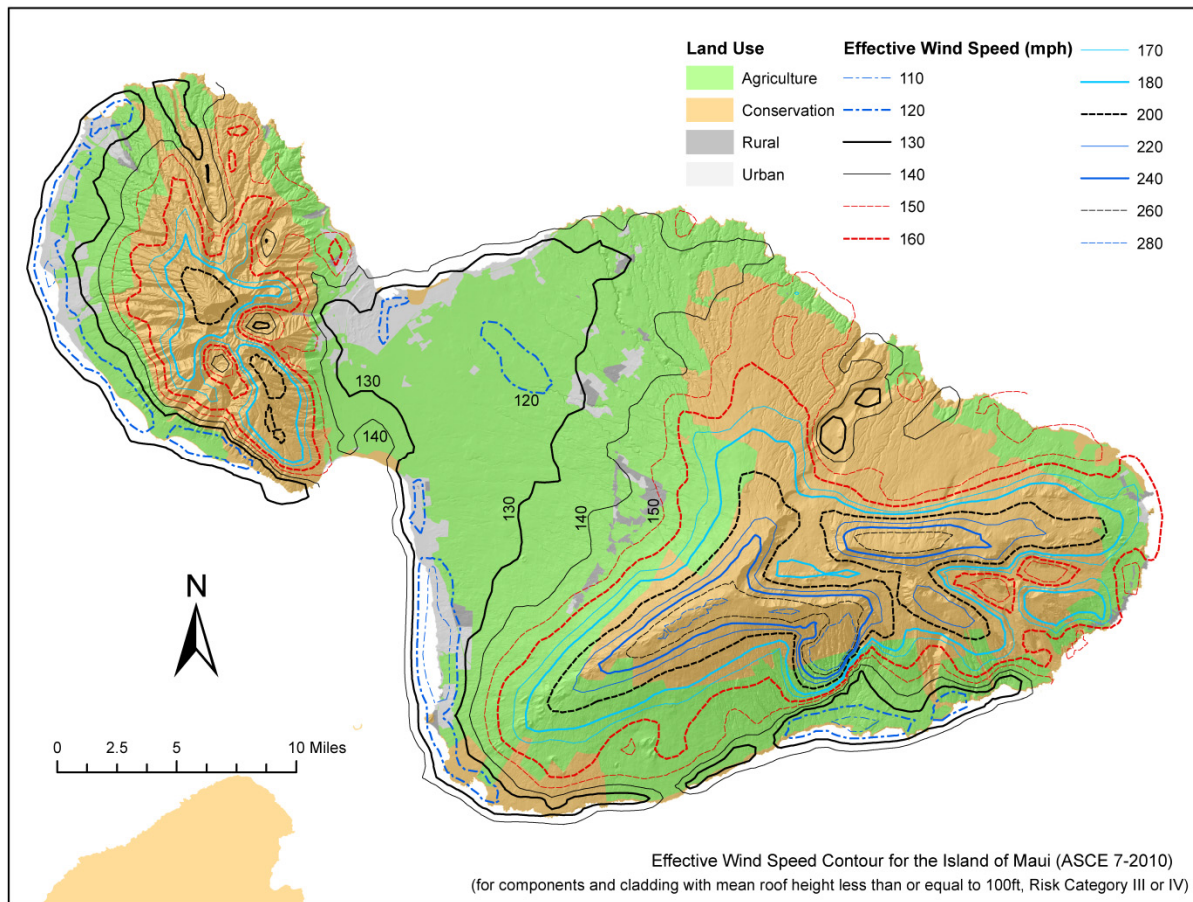 Land Use
Agriculture
Conservation
Rural
Urban
Effective Wind Speed (mph)
110
120
130
140
150
160
170
180
200
220
240
260
280
130
140
120
130
140
150
N
0 2.5 5 10 Miles
Effective Wind Speed Contour for the Island of Maui (ASCE 7-2010)
(for components and cladding with mean roof height less than or equal to 100ft, Risk Category III or IV)